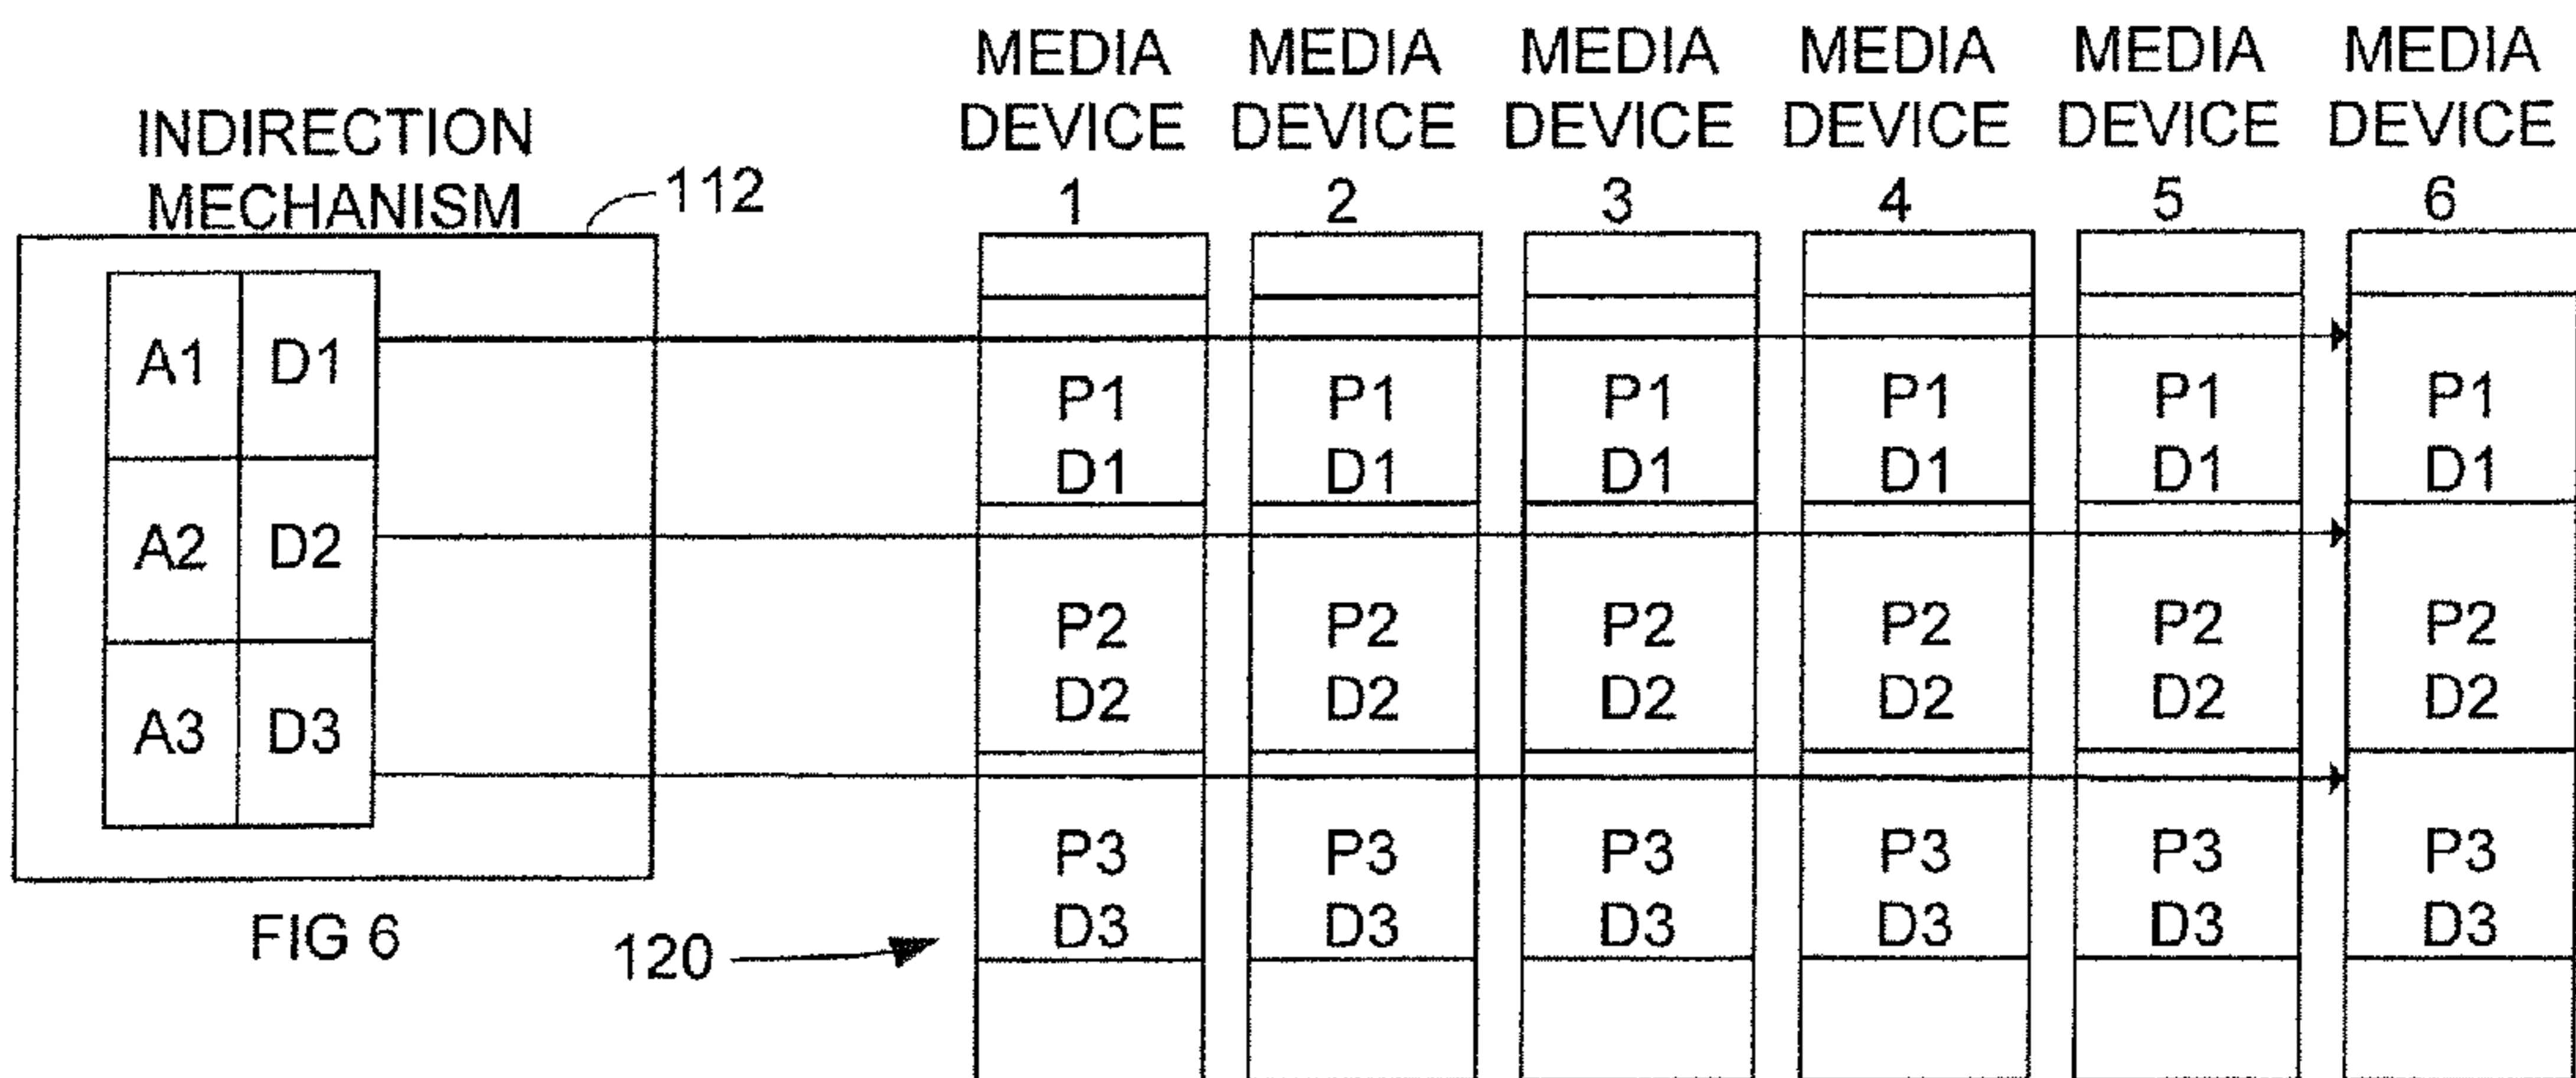 MEDIA MEDIA MEDIA MEDIA MEDIA MEDIA
DEVICE DEVICE DEVICE DEVICE DEVICE DEVICE
1 2 3 4 5 6
INDIRECTION
MECHANISM
112
A1 D1
A2 D2
A3 D3
P1 P1 P1 P1 P1 P1
D1 D1 D1 D1 D1 D1
P2 P2 P2 P2 P2 P2
D2 D2 D2 D2 D2 D2
P3 P3 P3 P3 P3 P3
D3 D3 D3 D3 D3 D3
FIG 6
120